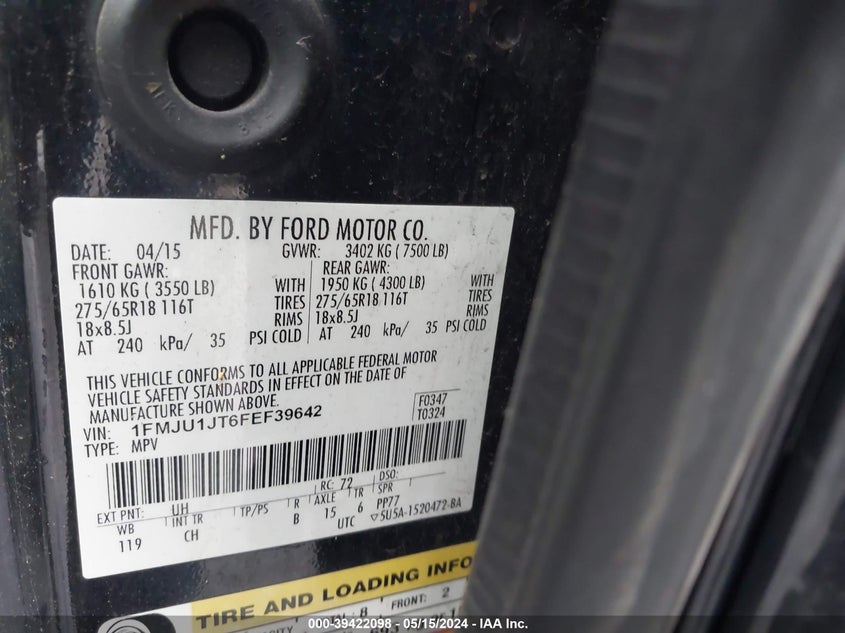 MFD. BY FORD MOTOR CO.
DATE: 04/15 GVWR: 3402 KG ( 7500 LB)
FRONT GAWR: REAR GAWR:
1610 KG ( 3550 LB) WITH 1950 KG ( 4300 LB) WITH
275/65R18 116T TIRES 275/65R18 116T TIRES
18x8.5J RIMS 18x8.5J RIMS
AT 240 kPa/ 35 PSI COLD AT 240 kPa/ 35 PSI COLD
THIS VEHICLE CONFORMS TO ALL APPLICABLE FEDERAL MOTOR
VEHICLE SAFETY STANDARDS IN EFFECT ON THE DATE OF
MANUFACTURE SHOWN ABOVE.
F0347
VIN: 1FMJU1JT6FEF39642
T0324
TYPE: MPV
EXT PNT: UH RC: 72 DSO:
WB INT TR TP/PS R AXLE TR SPR
119 CH B 15 6 PP77
UTC ▽5U5A-1520472-BA
TIRE AND LOADING INFO
8 FRONT: 2
000-39422098 - 05/15/2024 - IAA Inc.